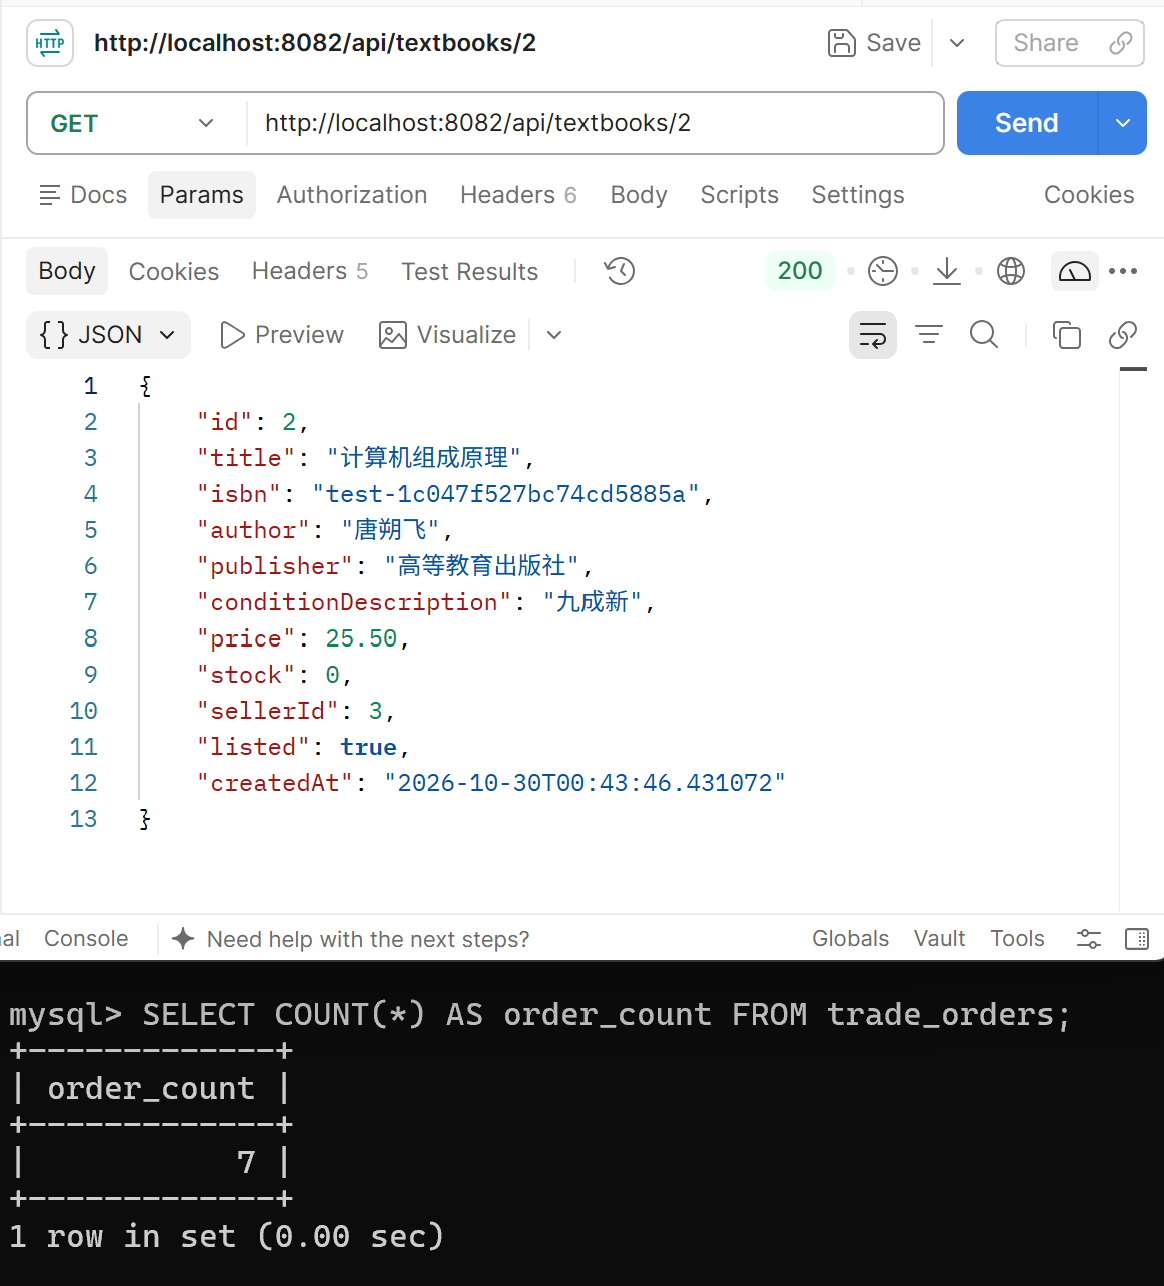 HTTP http://localhost:8082/api/textbooks/2 Save Share
GET http://localhost:8082/api/textbooks/2 Send
Docs Params Authorization Headers 6 Body Scripts Settings Cookies
Body Cookies Headers 5 Test Results 200
{} JSON Preview Visualize
1 {
2 "id": 2,
3 "title": "计算机组成原理",
4 "isbn": "test-1c047f527bc74cd5885a",
5 "author": "唐朔飞",
6 "publisher": "高等教育出版社",
7 "conditionDescription": "九成新",
8 "price": 25.50,
9 "stock": 0,
10 "sellerId": 3,
11 "listed": true,
12 "createdAt": "2026-10-30T00:43:46.431072"
13 }
al Console Need help with the next steps? Globals Vault Tools
mysql> SELECT COUNT(*) AS order_count FROM trade_orders;
+-------------+
| order_count |
+-------------+
| 7 |
+-------------+
1 row in set (0.00 sec)